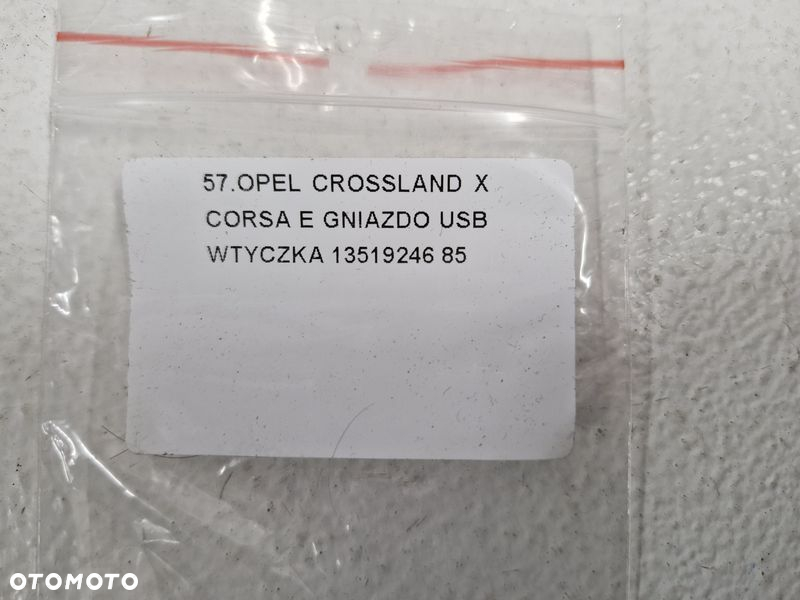 57.OPEL CROSSLAND X
CORSA E GNIAZDO USB
WTYCZKA 13519246 85
OTOMOTO